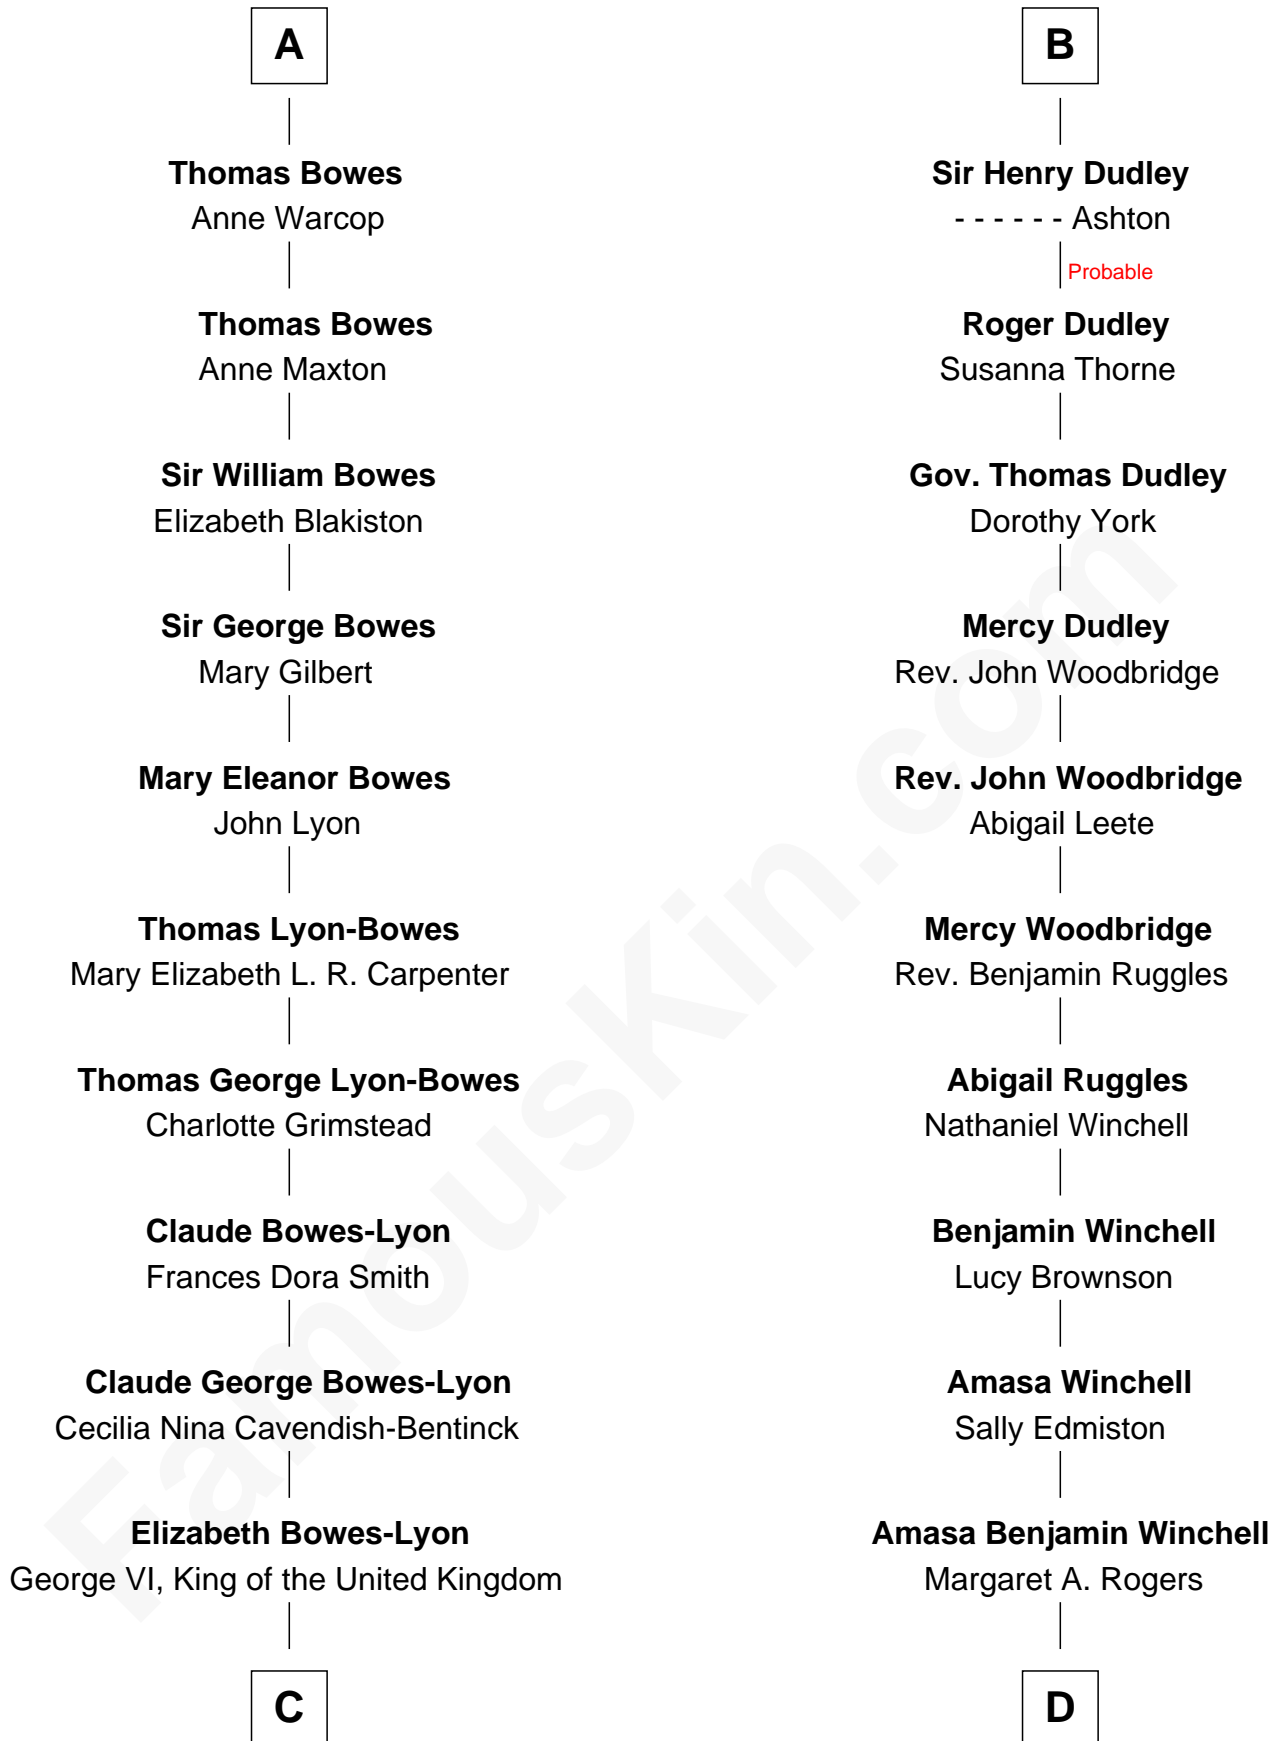 A
Thomas Bowes
Anne Warcop
Thomas Bowes
Anne Maxton
Sir William Bowes
Elizabeth Blakiston
Sir George Bowes
Mary Gilbert
Mary Eleanor Bowes
John Lyon
Thomas Lyon-Bowes
Mary Elizabeth L. R. Carpenter
Thomas George Lyon-Bowes
Charlotte Grimstead
Claude Bowes-Lyon
Frances Dora Smith
Claude George Bowes-Lyon
Cecilia Nina Cavendish-Bentinck
Elizabeth Bowes-Lyon
George VI, King of the United Kingdom
C
B
Sir Henry Dudley
- - - - - - Ashton
Probable
Roger Dudley
Susanna Thorne
Gov. Thomas Dudley
Dorothy York
Mercy Dudley
Rev. John Woodbridge
Rev. John Woodbridge
Abigail Leete
Mercy Woodbridge
Rev. Benjamin Ruggles
Abigail Ruggles
Nathaniel Winchell
Benjamin Winchell
Lucy Brownson
Amasa Winchell
Sally Edmiston
Amasa Benjamin Winchell
Margaret A. Rogers
D
FamousKin.com